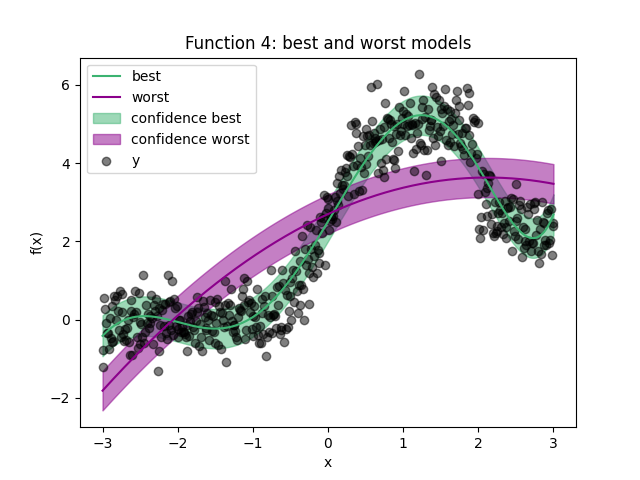 Function 4: best and worst models
best
worst
confidence best
confidence worst
y
6
4
2
0
−2
f(x)
−3
−2
−1
0
1
2
3
x